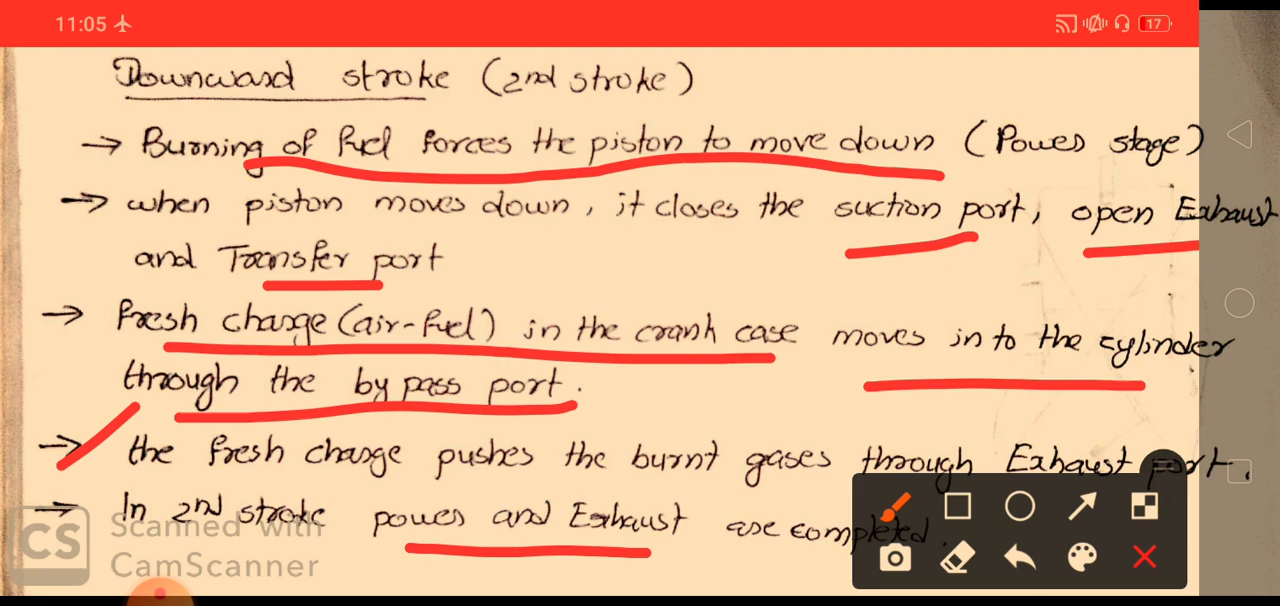 11:05
17
Downward stroke (2nd stroke)
→ Burning of fuel forces the piston to move down (Power stage)
→ when piston moves down, it closes the suction port, open Exhaust
and Transfer port
→ fresh charge (air-fuel) in the crank case moves in to the cylinder
through the by pass port.
→ the fresh charge pushes the burnt gases through Exhaust port.
→ In 2nd stroke power and Exhaust are completed.
CS Scanned with
CamScanner